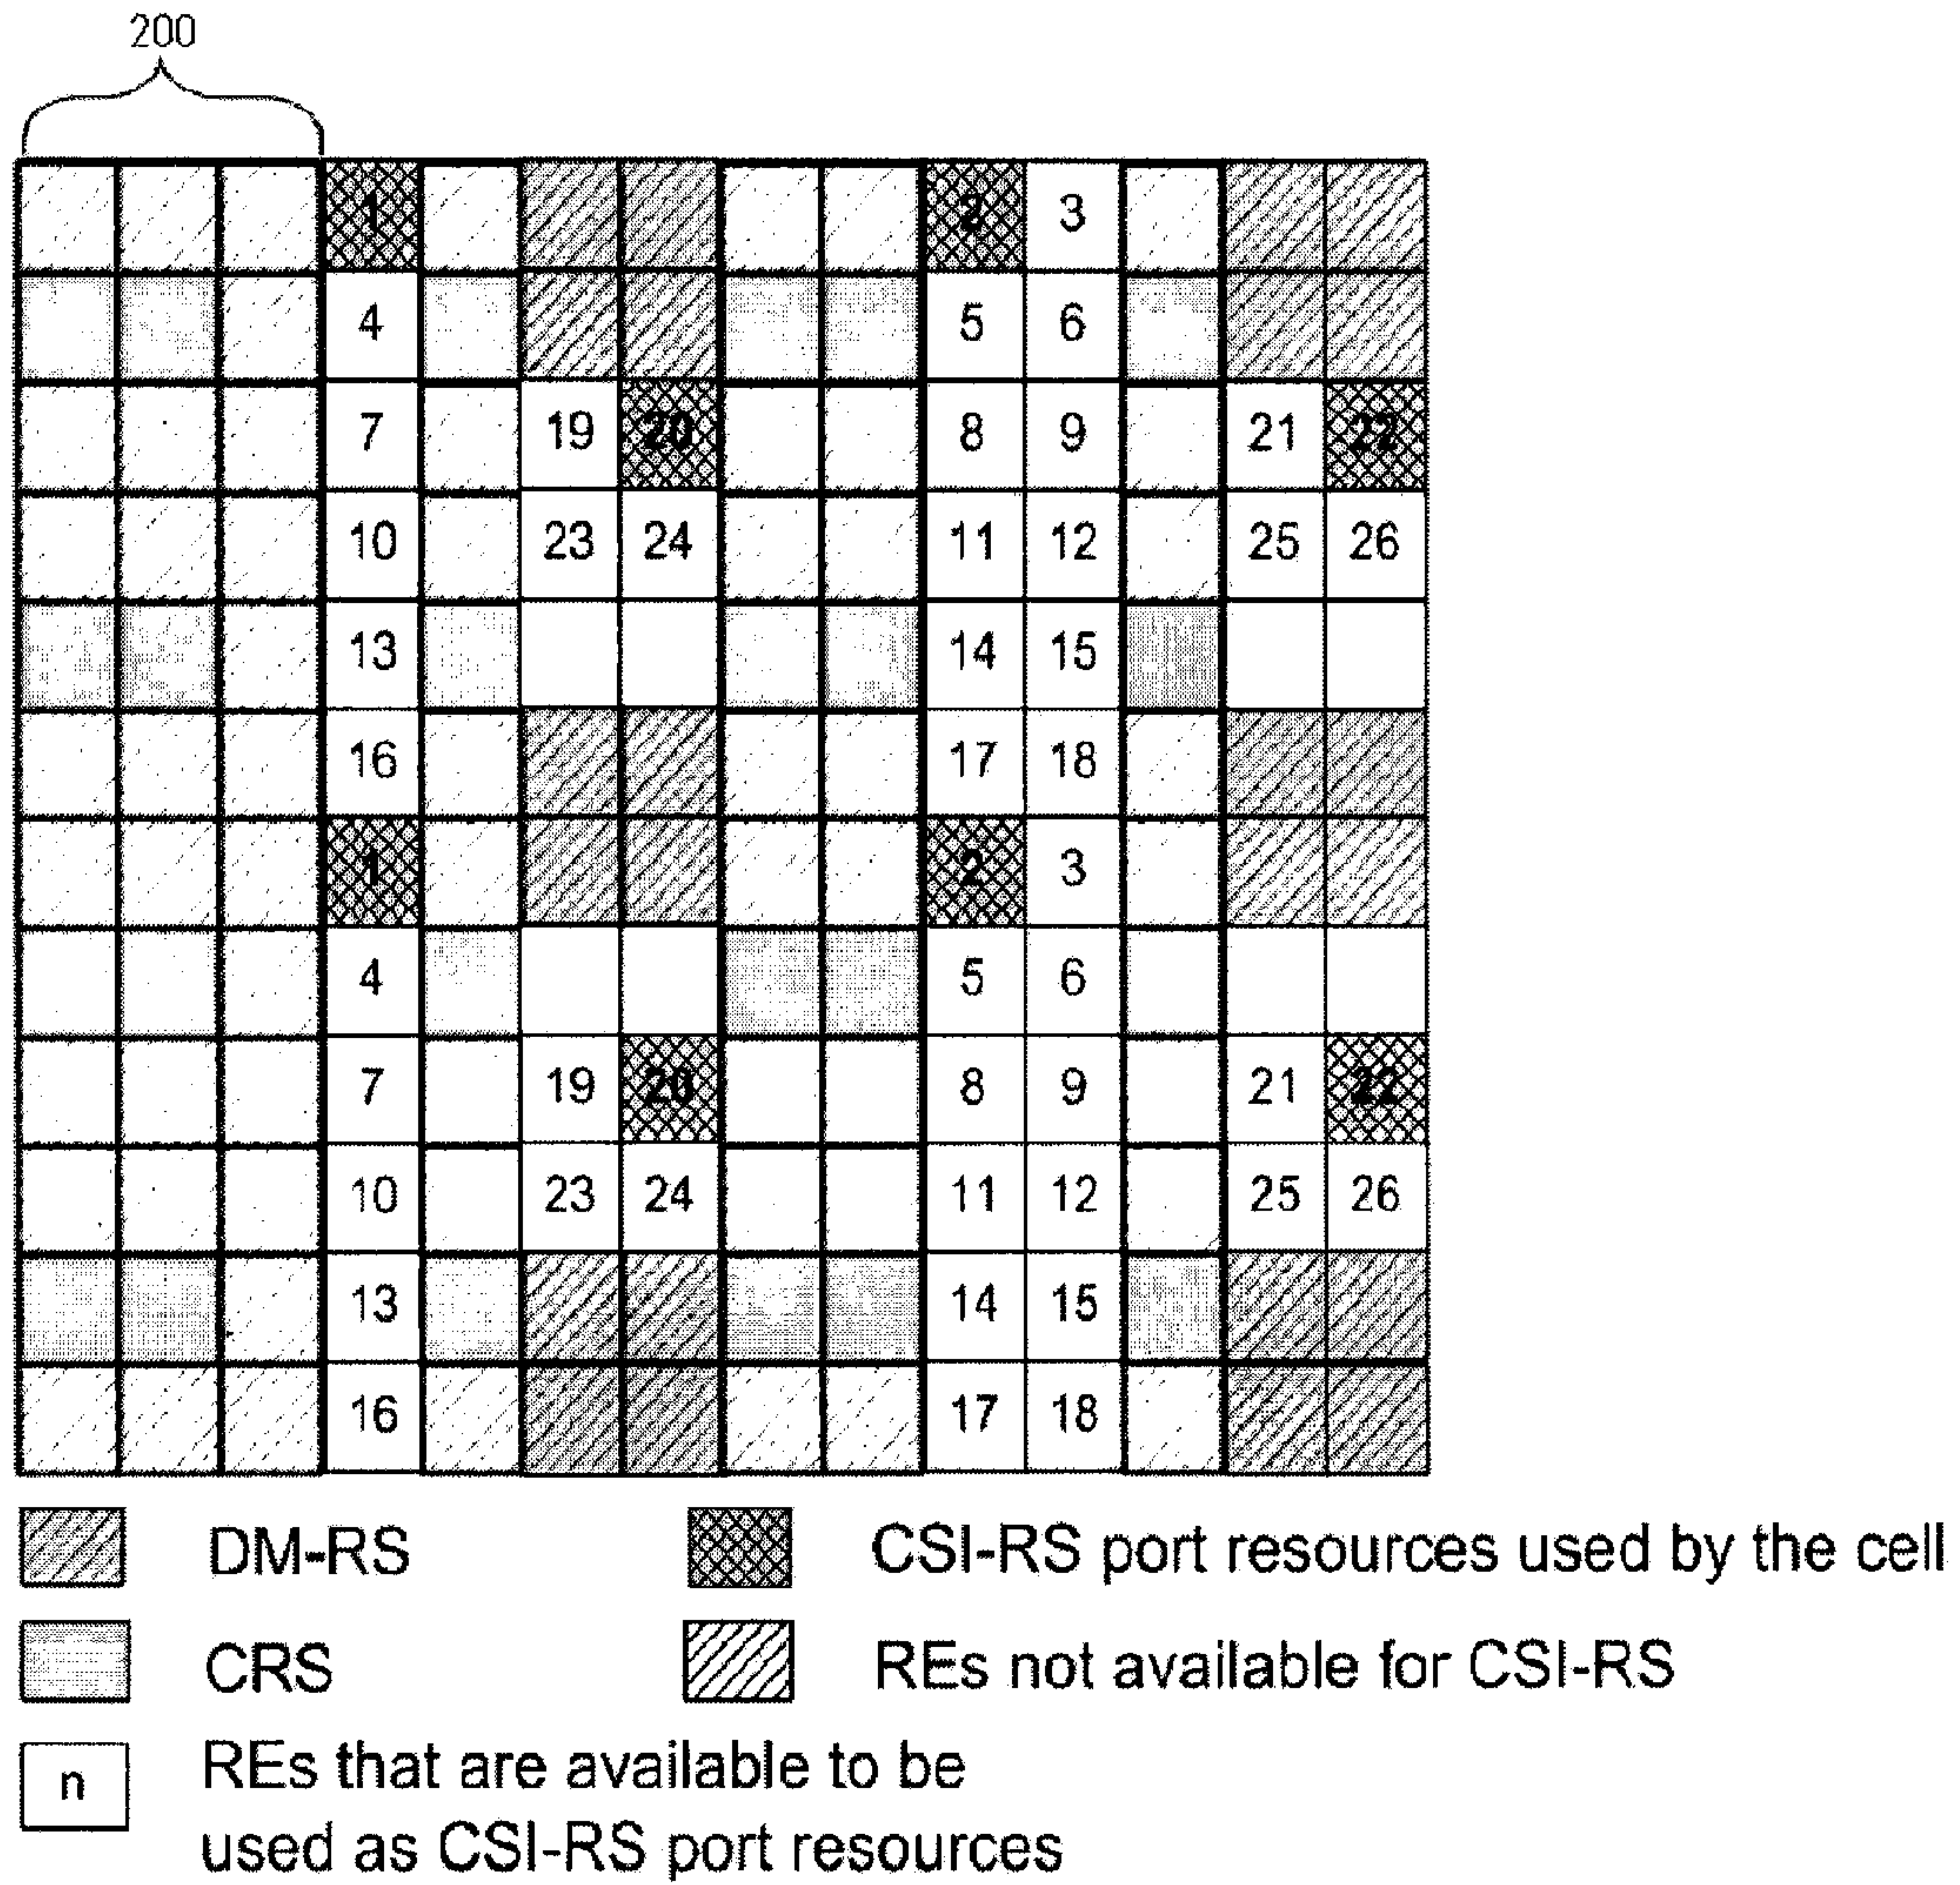 200
1 2 3
4 5 6
7 19 20 8 9 21 22
10 23 24 11 12 25 26
13 14 15
16 17 18
1 2 3
4 5 6
7 19 20 8 9 21 22
10 23 24 11 12 25 26
13 14 15
16 17 18
DM-RS CSI-RS port resources used by the cell
CRS REs not available for CSI-RS
n REs that are available to be
used as CSI-RS port resources